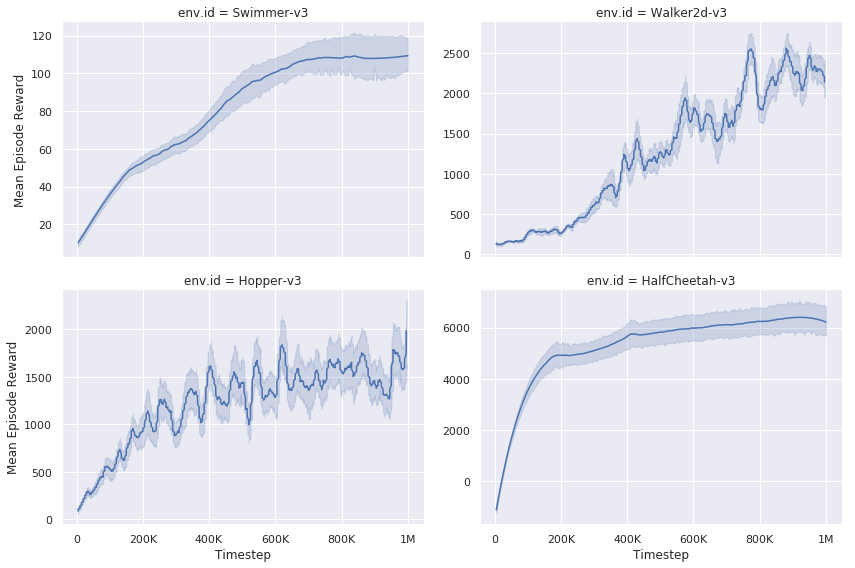 env.id = Swimmer-v3
env.id = Walker2d-v3
Mean Episode Reward
120
100
80
60
40
20
2500
2000
1500
1000
500
0
env.id = Hopper-v3
env.id = HalfCheetah-v3
Mean Episode Reward
2000
1500
1000
500
0
6000
4000
2000
0
0 200K 400K 600K 800K 1M
0 200K 400K 600K 800K 1M
Timestep
Timestep